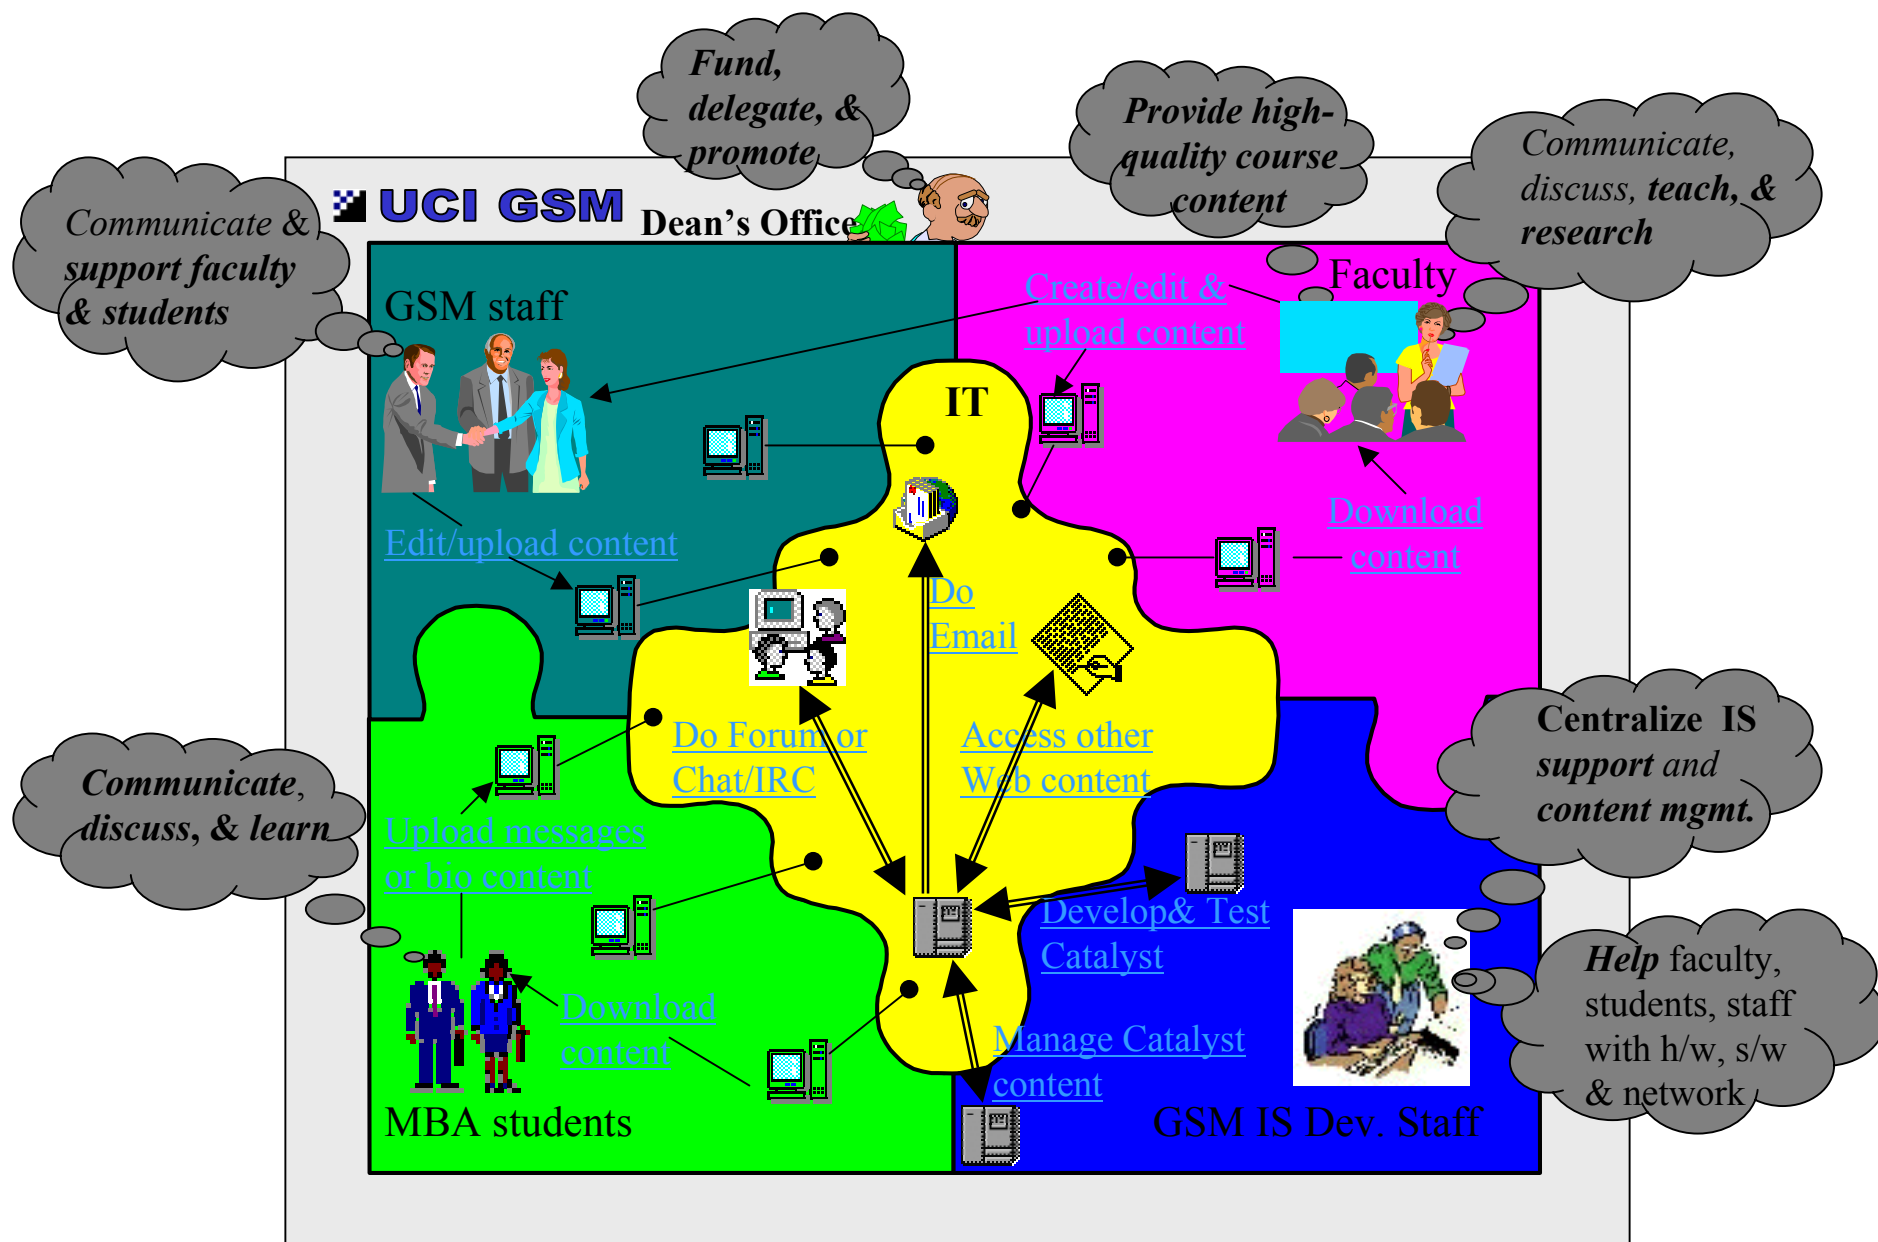 Fund,
delegate, &
promote
Provide high-
quality course
content
Communicate,
discuss, teach, &
research
Communicate &
support faculty
& students
UCI GSM
Dean's Office
GSM staff
Create/edit &
upload content
Faculty
IT
Edit/upload content
Download
content
Do
Email
Do Forum or
Chat/IRC
Access other
Web content
Centralize IS
support and
content mgmt.
Communicate,
discuss, & learn
Upload messages
or bio content
Develop& Test
Catalyst
Help faculty,
students, staff
with h/w, s/w
& network
Download
content
Manage Catalyst
content
MBA students
GSM IS Dev. Staff